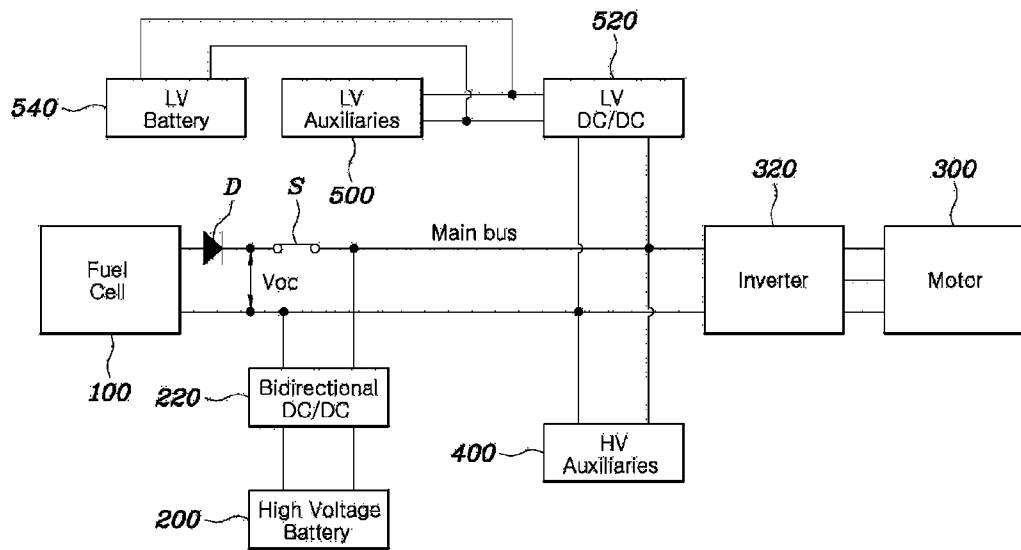 520
540
LV
Battery
LV
Auxiliaries
LV
DC/DC
500
D
S
320
300
Main bus
Fuel
Cell
Voc
Inverter
Motor
100
220
Bidirectional
DC/DC
400
HV
Auxiliaries
200
High Voltage
Battery